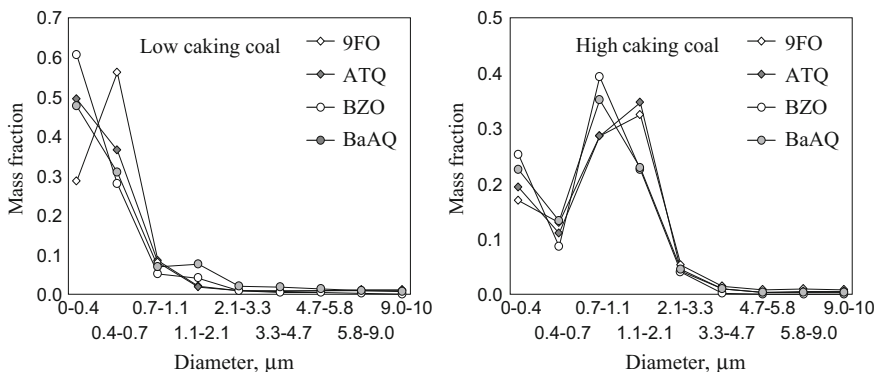 Low caking coal
9FO
ATQ
BZO
BaAQ
Mass fraction
0.7
0.6
0.5
0.4
0.3
0.2
0.1
0.0
0-0.4 0.7-1.1 2.1-3.3 4.7-5.8 9.0-10
0.4-0.7 1.1-2.1 3.3-4.7 5.8-9.0
Diameter, μm
High caking coal
9FO
ATQ
BZO
BaAQ
Mass fraction
0.5
0.4
0.3
0.2
0.1
0.0
0-0.4 0.7-1.1 2.1-3.3 4.7-5.8 9.0-10
0.4-0.7 1.1-2.1 3.3-4.7 5.8-9.0
Diameter, μm